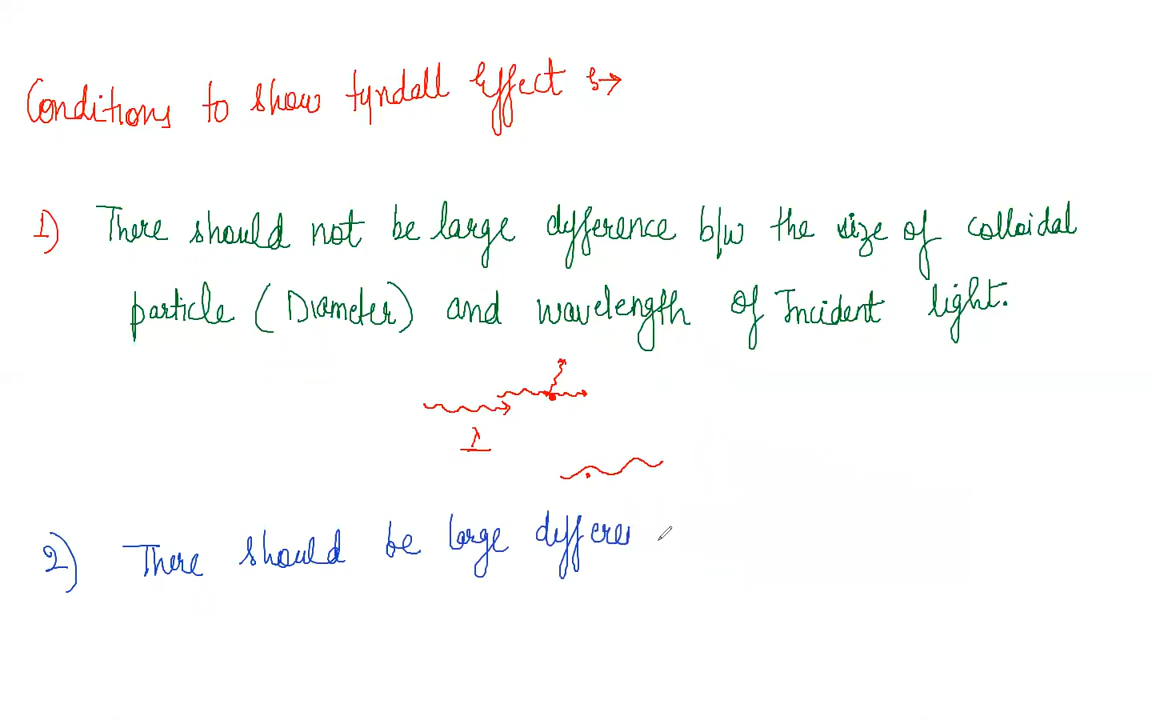 Conditions to show tyndall Effect :→
1) There should not be large difference b/w the size of colloidal
particle (Diameter) and wavelength of Incident light.
λ
2) There should be large differe